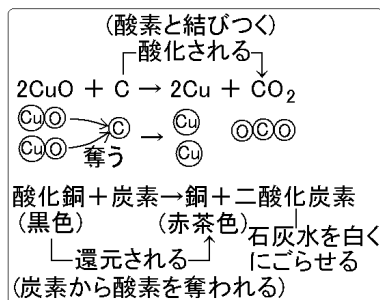 (酸素と結びつく)
酸化される
2CuO + C → 2Cu + CO₂
CuO C → Cu OCO
CuO Cu
奪う
酸化銅+炭素→銅+二酸化炭素
(黒色) (赤茶色) 石灰水を白く
還元される にごらせる
(炭素から酸素を奪われる)